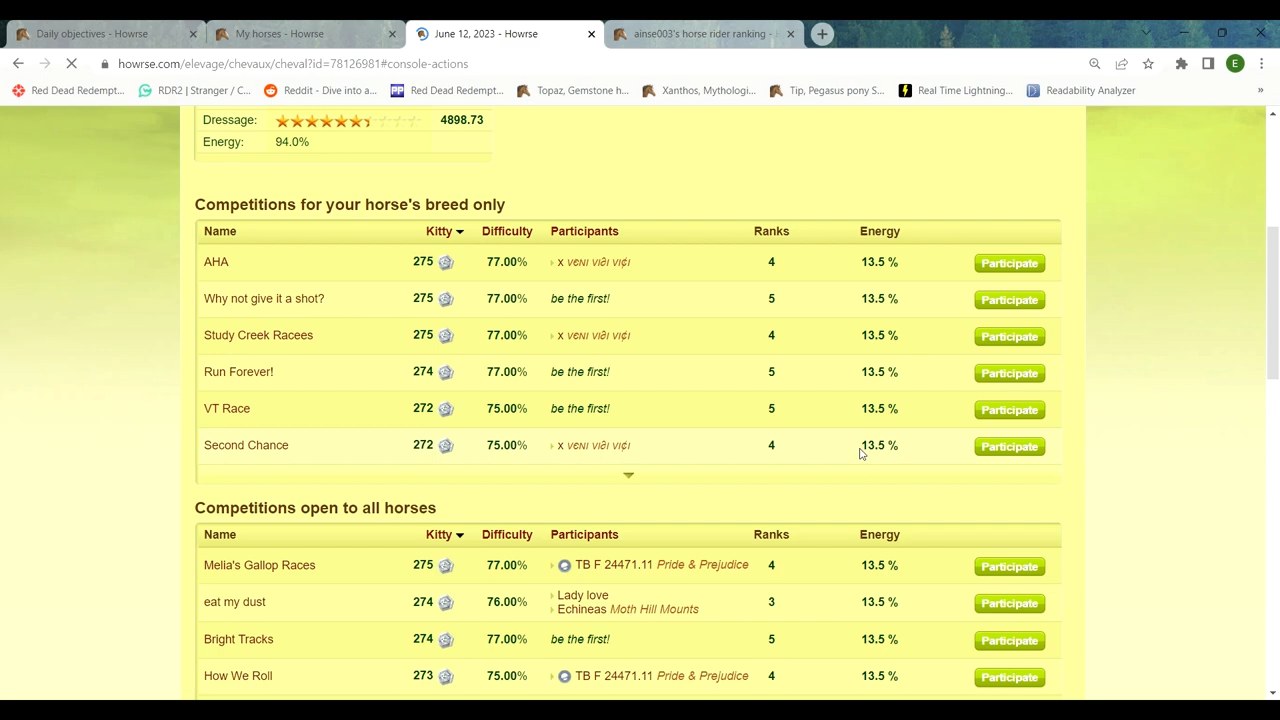 Daily objectives - Howrse
My horses - Howrse
June 12, 2023 - Howrse
ainse003's horse rider ranking -
howrse.com/elevage/chevaux/cheval?id=78126981#console-actions
E
Red Dead Redempt...
RDR2 | Stranger / C...
Reddit - Dive into a...
Red Dead Redempt...
Topaz, Gemstone h...
Xanthos, Mythologi...
Tip, Pegasus pony S...
Real Time Lightning...
Readability Analyzer
»
Dressage: 4898.73
Energy: 94.0%
Competitions for your horse's breed only
Name Kitty Difficulty Participants Ranks Energy
AHA 275 77.00% x vєηι νι∂ι νι¢ι 4 13.5 % Participate
Why not give it a shot? 275 77.00% be the first! 5 13.5 % Participate
Study Creek Racees 275 77.00% x vєηι νι∂ι νι¢ι 4 13.5 % Participate
Run Forever! 274 77.00% be the first! 5 13.5 % Participate
VT Race 272 75.00% be the first! 5 13.5 % Participate
Second Chance 272 75.00% x vєηι νι∂ι νι¢ι 4 13.5 % Participate
Competitions open to all horses
Name Kitty Difficulty Participants Ranks Energy
Melia's Gallop Races 275 77.00% TB F 24471.11 Pride & Prejudice 4 13.5 % Participate
eat my dust 274 76.00% Lady love 3 13.5 % Participate
Echineas Moth Hill Mounts
Bright Tracks 274 77.00% be the first! 5 13.5 % Participate
How We Roll 273 75.00% TB F 24471.11 Pride & Prejudice 4 13.5 % Participate